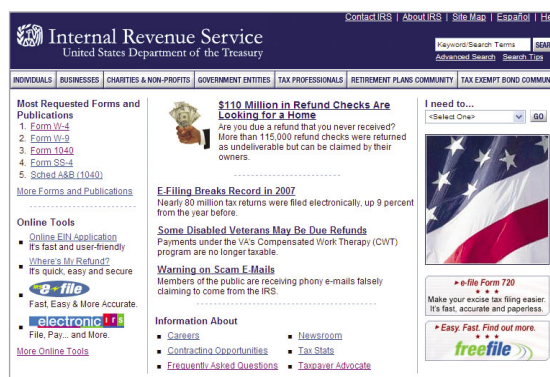 Contact IRS | About IRS | Site Map | Español | He
Internal Revenue Service
United States Department of the Treasury
Keyword/Search Terms SEAR
Advanced Search Search Tips
INDIVIDUALS BUSINESSES CHARITIES & NON-PROFITS GOVERNMENT ENTITIES TAX PROFESSIONALS RETIREMENT PLANS COMMUNITY TAX EXEMPT BOND COMMUN
Most Requested Forms and
Publications
1. Form W-4
2. Form W-9
3. Form 1040
4. Form SS-4
5. Sched A&B (1040)
More Forms and Publications
Online Tools
Online EIN Application
It's fast and user-friendly
Where's My Refund?
It's quick, easy and secure
e-file
Fast, Easy & More Accurate.
electronic IRS
File, Pay... and More.
More Online Tools
$110 Million in Refund Checks Are
Looking for a Home
Are you due a refund that you never received?
More than 115,000 refund checks were returned
as undeliverable but can be claimed by their
owners.
E-Filing Breaks Record in 2007
Nearly 80 million tax returns were filed electronically, up 9 percent
from the year before.
Some Disabled Veterans May Be Due Refunds
Payments under the VA's Compensated Work Therapy (CWT)
program are no longer taxable.
Warning on Scam E-Mails
Members of the public are receiving phony e-mails falsely
claiming to come from the IRS.
Information About
Careers
Contracting Opportunities
Frequently Asked Questions
Newsroom
Tax Stats
Taxpayer Advocate
I need to...
<Select One> GO
e-file Form 720
Make your excise tax filing easier.
It's fast, accurate and paperless.
Easy. Fast. Find out more.
freefile